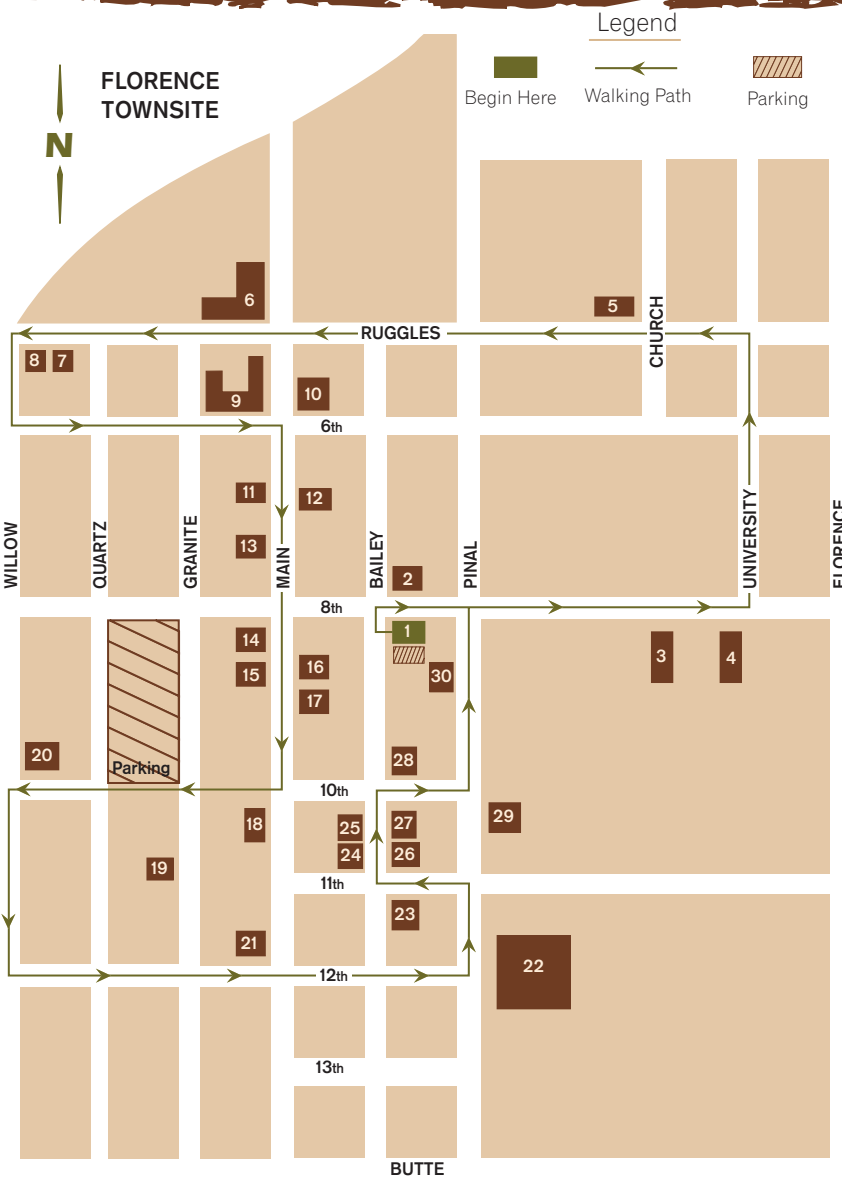 Legend
Begin Here
Walking Path
Parking
FLORENCE
TOWNSITE
N
6
5
CHURCH
RUGGLES
8
7
9
10
6th
11
12
13
WILLOW
QUARTZ
GRANITE
MAIN
BAILEY
PINAL
UNIVERSITY
FLORENCE
2
8th
1
14
15
16
17
30
3
4
20
Parking
28
10th
18
25
27
29
19
24
26
11th
23
21
22
12th
13th
BUTTE